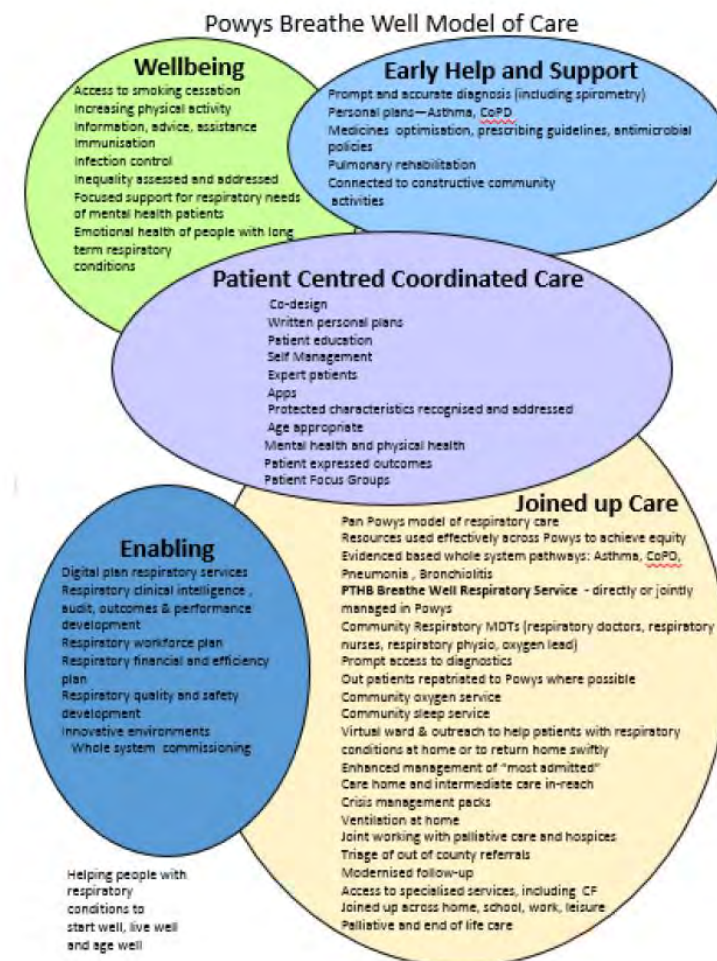 Powys Breathe Well Model of Care
Wellbeing
Access to smoking cessation
Increasing physical activity
Information, advice, assistance
Immunisation
Infection control
Inequality assessed and addressed
Focused support for respiratory needs
of mental health patients
Emotional health of people with long
term respiratory
conditions
Early Help and Support
Prompt and accurate diagnosis (including spirometry)
Personal plans—Asthma, CoPD
Medicines optimisation, prescribing guidelines, antimicrobial
policies
Pulmonary rehabilitation
Connected to constructive community
activities
Patient Centred Coordinated Care
Co-design
Written personal plans
Patient education
Self Management
Expert patients
Apps
Protected characteristics recognised and addressed
Age appropriate
Mental health and physical health
Patient expressed outcomes
Patient Focus Groups
Joined up Care
Pan Powys model of respiratory care
Resources used effectively across Powys to achieve equity
Evidenced based whole system pathways: Asthma, CoPD,
Pneumonia , Bronchiolitis
PTHB Breathe Well Respiratory Service - directly or jointly
managed in Powys
Community Respiratory MDTs (respiratory doctors, respiratory
nurses, respiratory physio, oxygen lead)
Prompt access to diagnostics
Out patients repatriated to Powys where possible
Community oxygen service
Community sleep service
Virtual ward & outreach to help patients with respiratory
conditions at home or to return home swiftly
Enhanced management of "most admitted"
Care home and intermediate care in-reach
Crisis management packs
Ventilation at home
Joint working with palliative care and hospices
Triage of out of county referrals
Modernised follow-up
Access to specialised services, including CF
Joined up across home, school, work, leisure
Palliative and end of life care
Enabling
Digital plan respiratory services
Respiratory clinical intelligence ,
audit, outcomes & performance
development
Respiratory workforce plan
Respiratory financial and efficiency
plan
Respiratory quality and safety
development
Innovative environments
Whole system commissioning
Helping people with
respiratory
conditions to
start well, live well
and age well